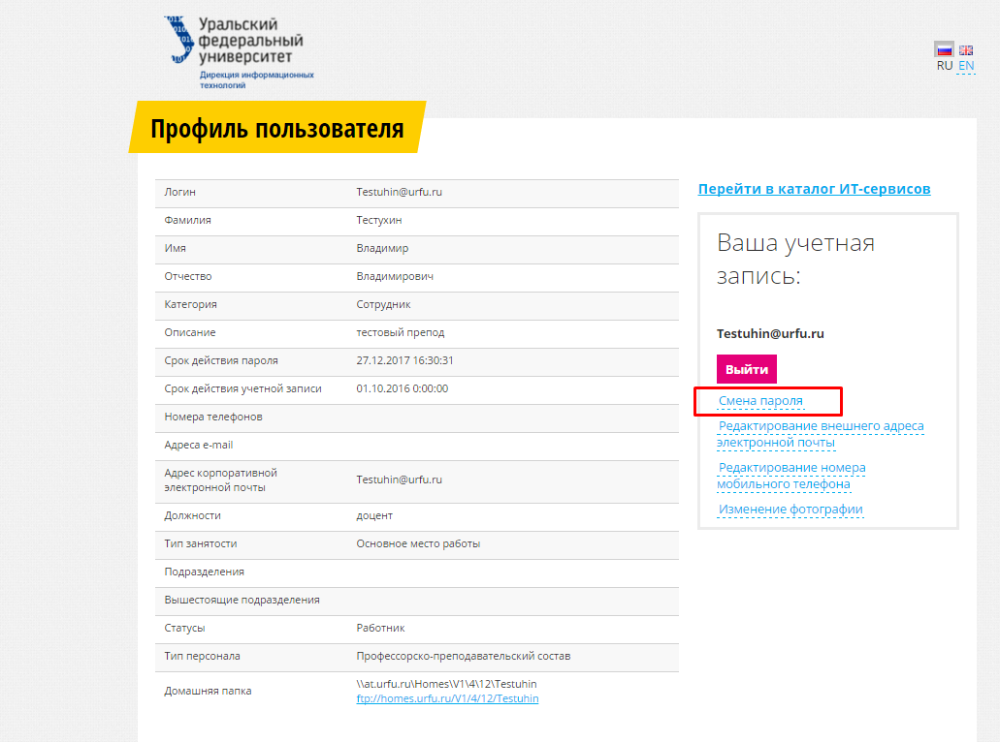 Уральский
федеральный
университет
Дирекция информационных
технологий
RU EN
Профиль пользователя
Логин Testuhin@urfu.ru
Фамилия Тестухин
Имя Владимир
Отчество Владимирович
Категория Сотрудник
Описание тестовый препод
Срок действия пароля 27.12.2017 16:30:31
Срок действия учетной записи 01.10.2016 0:00:00
Номера телефонов
Адреса e-mail
Адрес корпоративной
электронной почты Testuhin@urfu.ru
Должности доцент
Тип занятости Основное место работы
Подразделения
Вышестоящие подразделения
Статусы Работник
Тип персонала Профессорско-преподавательский состав
Домашняя папка \\at.urfu.ru\Homes\V1\4\12\Testuhin
ftp://homes.urfu.ru/V1/4/12/Testuhin
Перейти в каталог ИТ-сервисов
Ваша учетная
запись:
Testuhin@urfu.ru
Выйти
Смена пароля
Редактирование внешнего адреса
электронной почты
Редактирование номера
мобильного телефона
Изменение фотографии